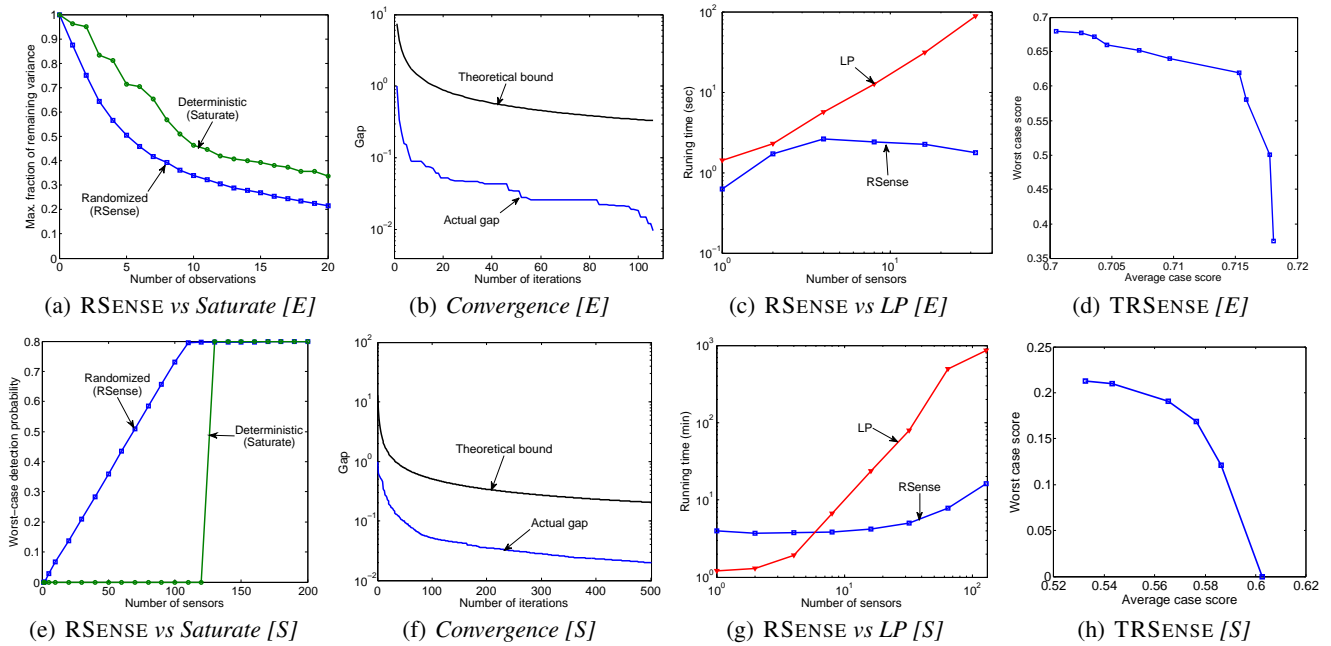 1
0.9
0.8
0.7
0.6
0.5
0.4
0.3
0.2
0.1
0
Max. fraction of remaining variance
Deterministic
(Saturate)
Randomized
(RSense)
0 5 10 15 20
Number of observations
(a) RSENSE vs Saturate [E]
10^1
10^0
10^-1
10^-2
Gap
Theoretical bound
Actual gap
0 20 40 60 80 100
Number of iterations
(b) Convergence [E]
10^2
10^1
10^0
10^-1
Running time (sec)
LP
RSense
10^0 10^1
Number of sensors
(c) RSENSE vs LP [E]
0.7
0.65
0.6
0.55
0.5
0.45
0.4
0.35
Worst case score
0.7 0.705 0.71 0.715 0.72
Average case score
(d) TRSENSE [E]
0.8
0.7
0.6
0.5
0.4
0.3
0.2
0.1
0
Worst−case detection probability
Randomized
(RSense)
Deterministic
(Saturate)
0 50 100 150 200
Number of sensors
(e) RSENSE vs Saturate [S]
10^2
10^1
10^0
10^-1
10^-2
Gap
Theoretical bound
Actual gap
0 100 200 300 400 500
Number of iterations
(f) Convergence [S]
10^3
10^2
10^1
10^0
Running time (min)
LP
RSense
10^0 10^1 10^2
Number of sensors
(g) RSENSE vs LP [S]
0.25
0.2
0.15
0.1
0.05
0
Worst case score
0.52 0.54 0.56 0.58 0.6 0.62
Average case score
(h) TRSENSE [S]